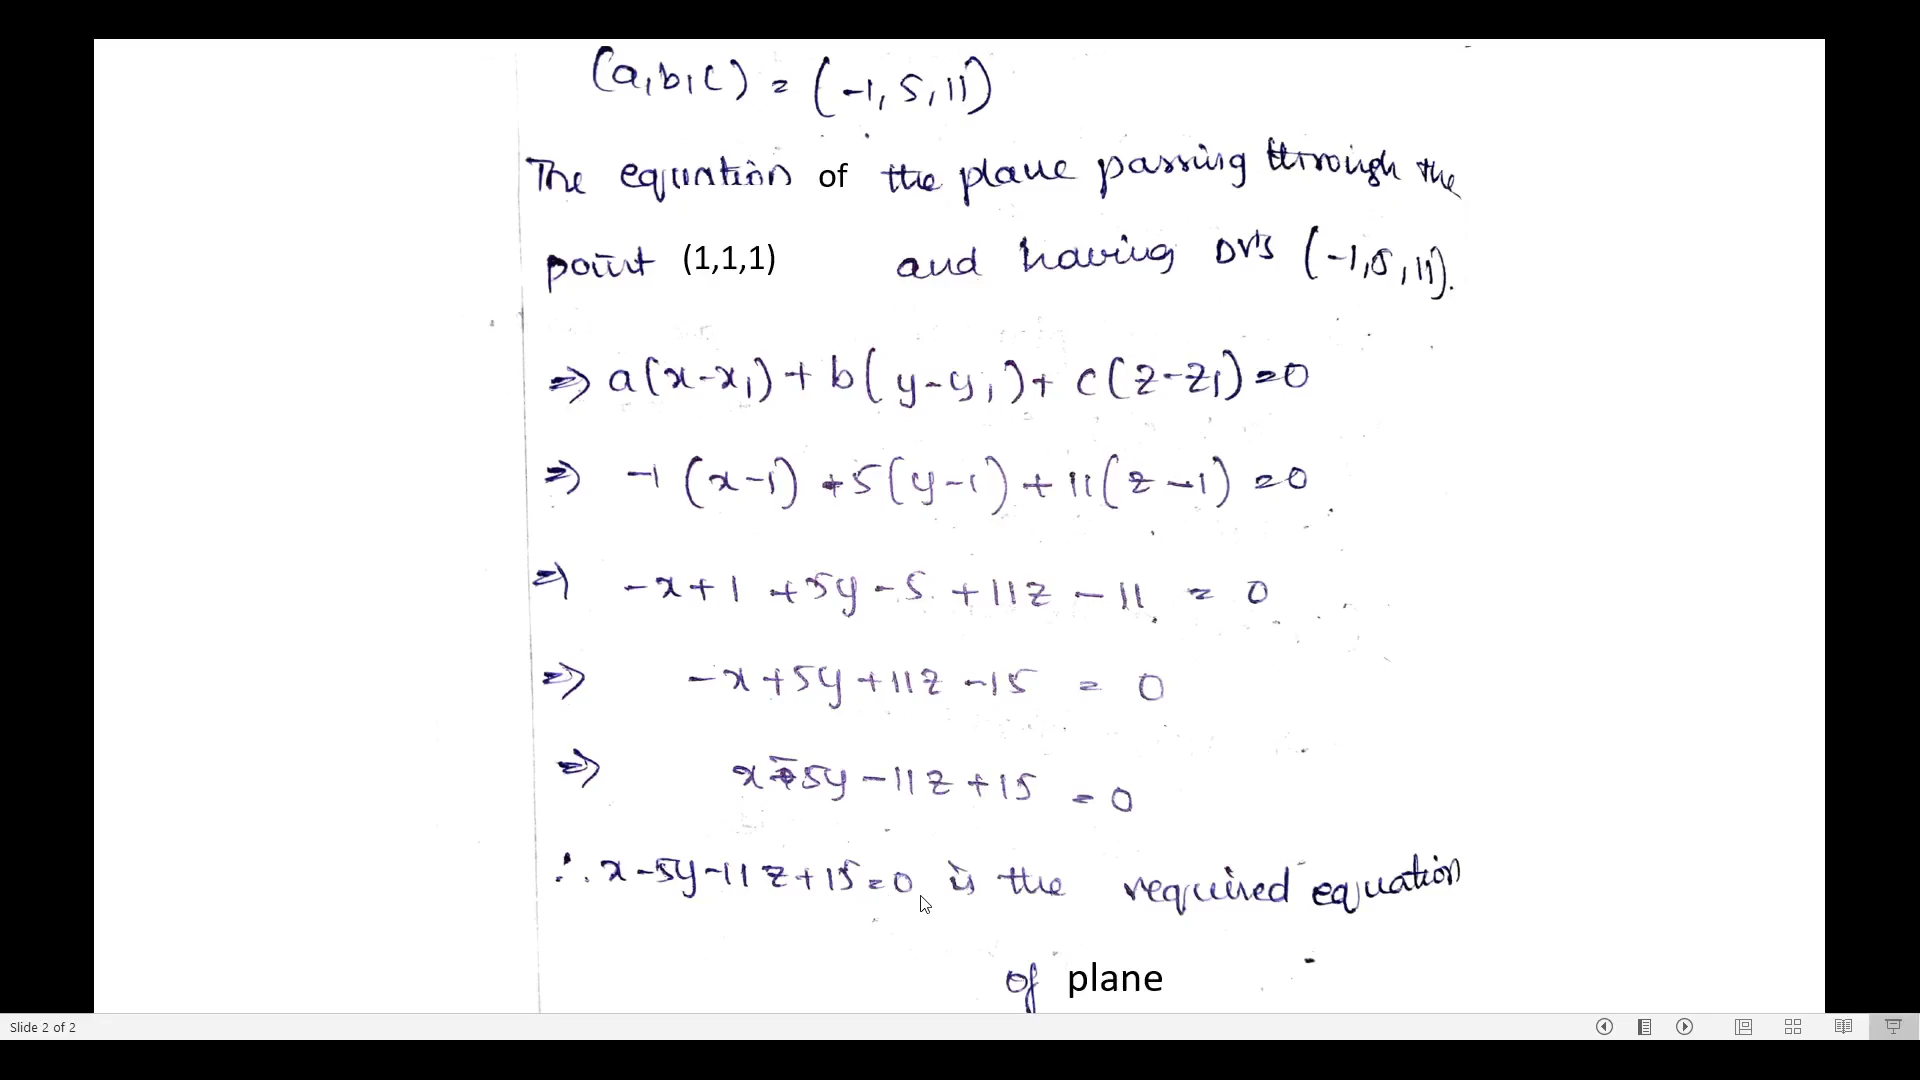 (a,b,c) = (-1, 5, 11)
The equation of the plane passing through the
point (1,1,1) and having Dr's (-1,5,11).
⇒ a(x-x₁)+b(y-y₁)+c(z-z₁)=0
⇒ -1(x-1)+5(y-1)+11(z-1)=0
⇒ -x+1+5y-5+11z-11 = 0
⇒ -x+5y+11z-15 = 0
⇒ x-5y-11z+15 = 0
∴ x-5y-11z+15=0 is the required equation
of plane
Slide 2 of 2